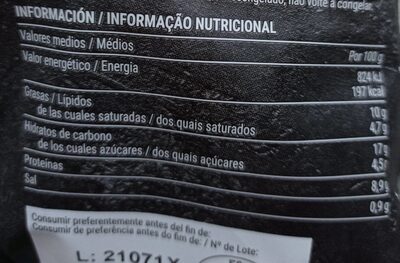 não volte a congelar
INFORMACIÓN / INFORMAÇÃO NUTRICIONAL
Valores medios / Médios Por 100 g
Valor energético / Energia 824 kJ
197 kcal
Grasas / Lípidos 10 g
de las cuales saturadas / dos quais saturados 4,7 g
Hidratos de carbono 17 g
de los cuales azúcares / dos quais açúcares 4,5 g
Proteínas 8,9 g
Sal 0,9 g
Consumir preferentemente antes del fin de:
Consumir de preferência antes do fim de: / Nº de Lote:
L: 21071X